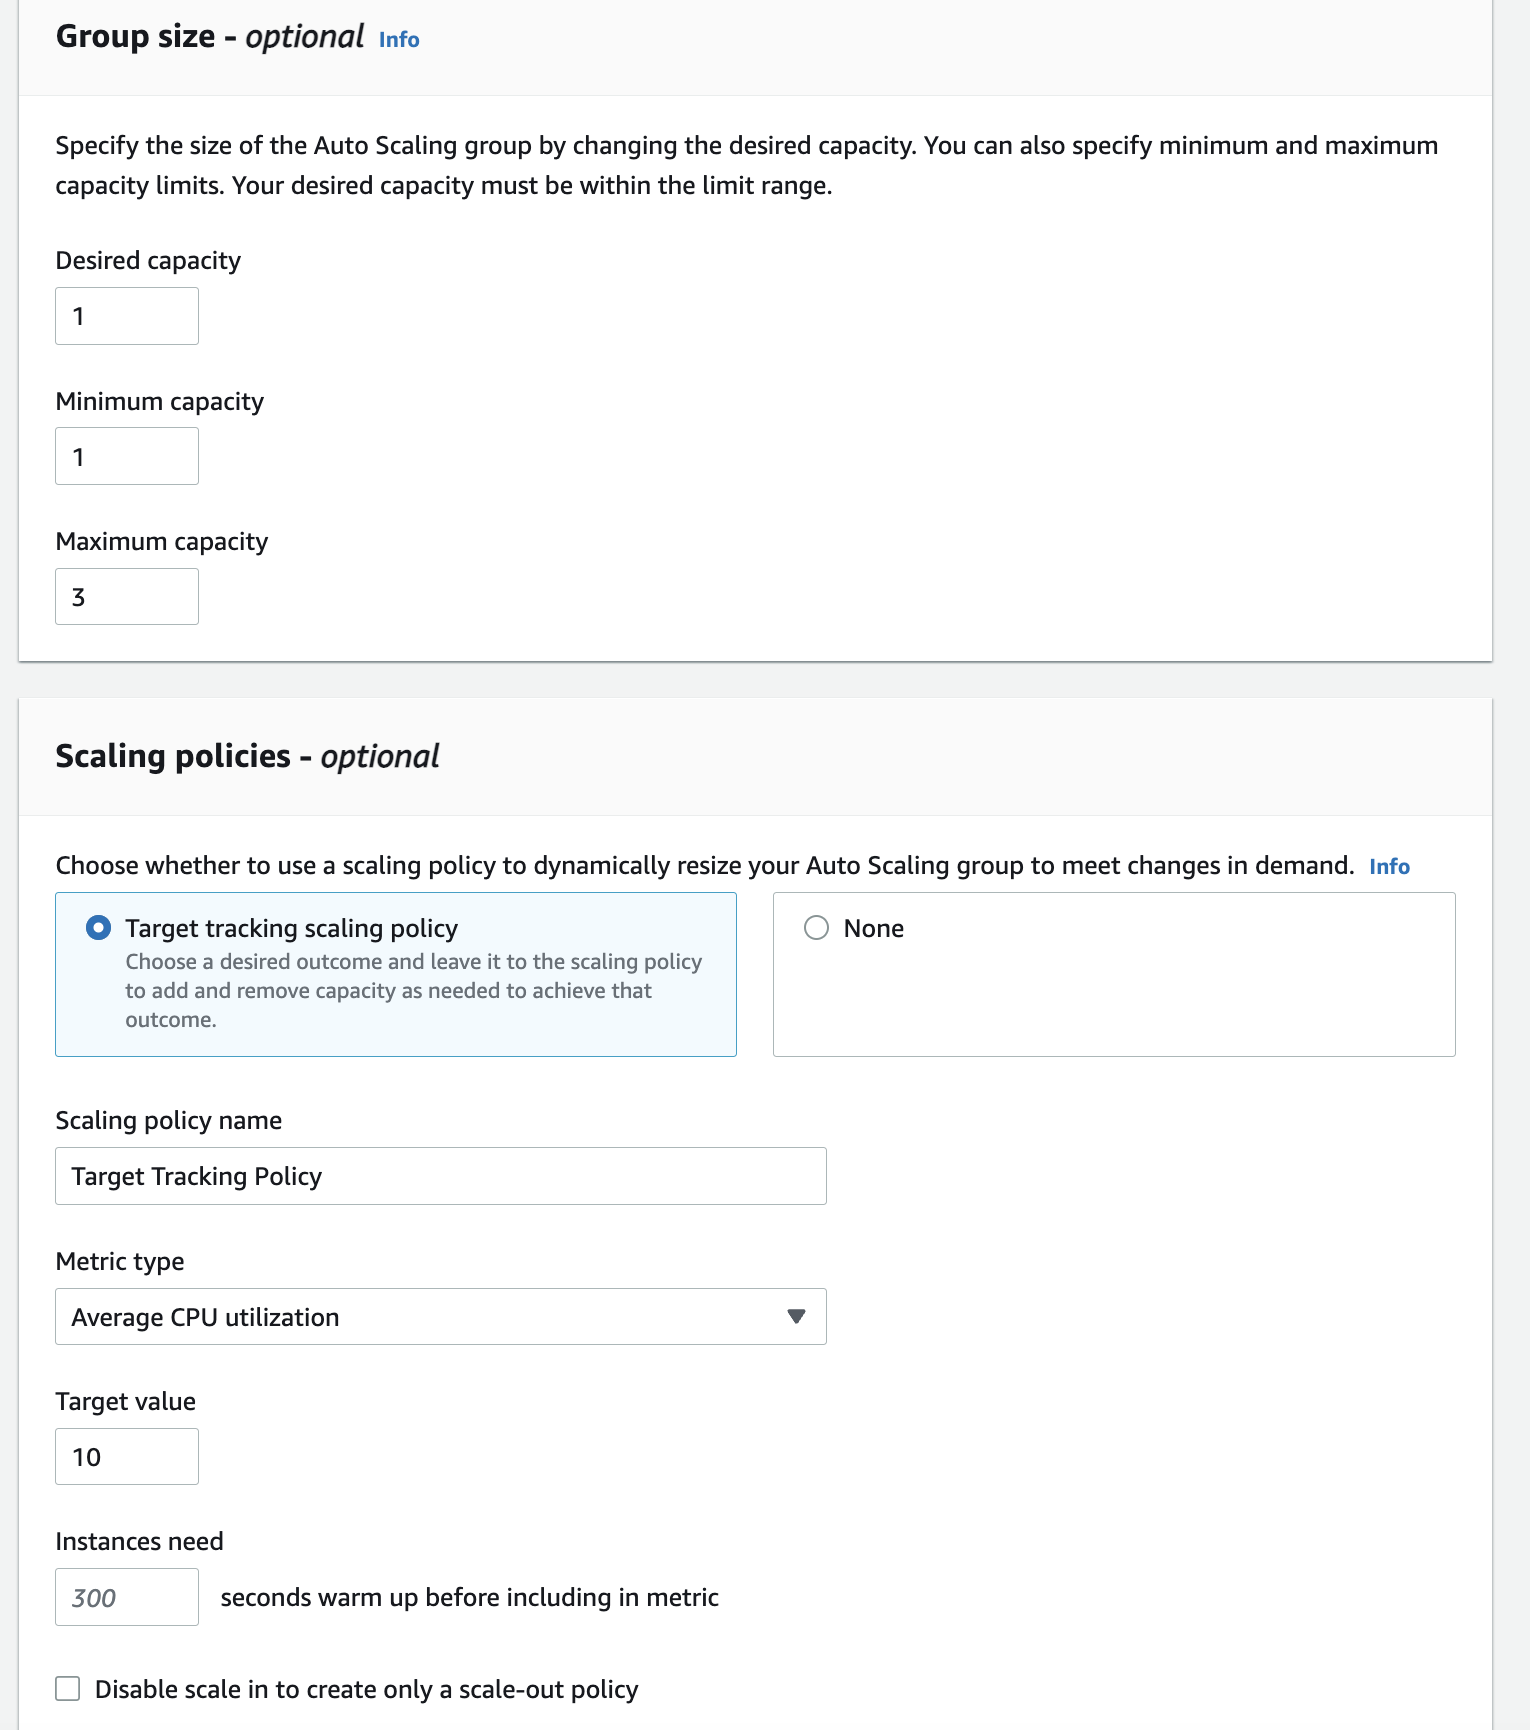 Group size - optional Info
Specify the size of the Auto Scaling group by changing the desired capacity. You can also specify minimum and maximum
capacity limits. Your desired capacity must be within the limit range.
Desired capacity
1
Minimum capacity
1
Maximum capacity
3
Scaling policies - optional
Choose whether to use a scaling policy to dynamically resize your Auto Scaling group to meet changes in demand. Info
Target tracking scaling policy
Choose a desired outcome and leave it to the scaling policy
to add and remove capacity as needed to achieve that
outcome.
None
Scaling policy name
Target Tracking Policy
Metric type
Average CPU utilization
Target value
10
Instances need
300 seconds warm up before including in metric
Disable scale in to create only a scale-out policy